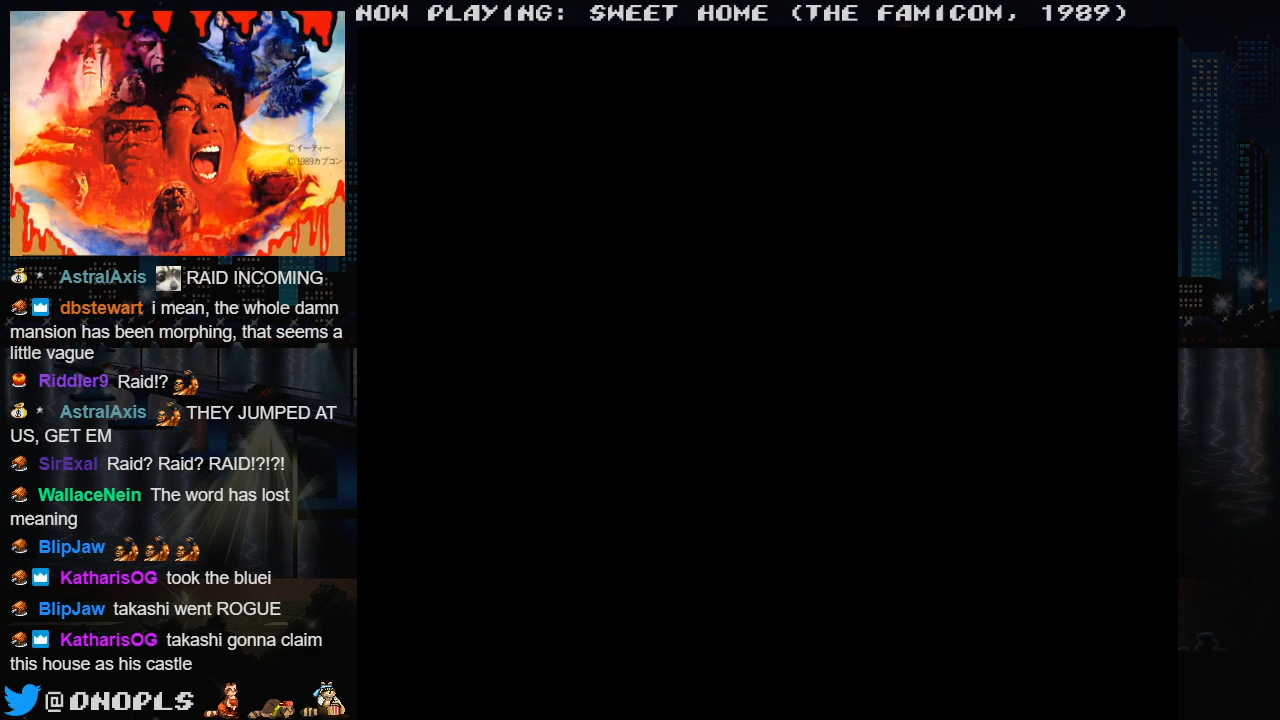 NOW PLAYING: SWEET HOME (THE FAMICOM, 1989)
© イーティー
© 1989カプコン
AstralAxis RAID INCOMING
dbstewart i mean, the whole damn
mansion has been morphing, that seems a
little vague
Riddler9 Raid!?
AstralAxis THEY JUMPED AT
US, GET EM
SirExal Raid? Raid? RAID!?!?!
WallaceNein The word has lost
meaning
BlipJaw
KatharisOG took the bluei
BlipJaw takashi went ROGUE
KatharisOG takashi gonna claim
this house as his castle
@DNOPLS